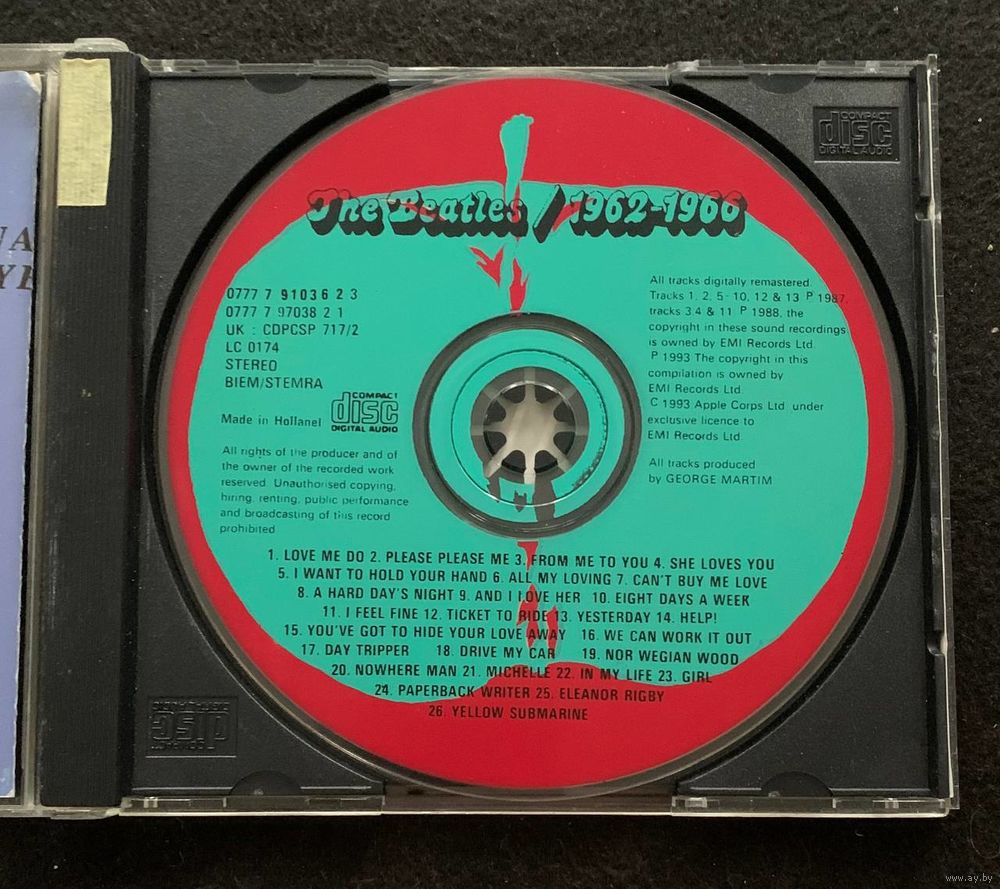 The Beatles / 1962-1966
0777 7 91036 2 3
0777 7 97038 2 1
UK : CDPCSP 717/2
LC 0174
STEREO
BIEM/STEMRA
Made in Hollanel
COMPACT
disc
DIGITAL AUDIO
All rights of the producer and of
the owner of the recorded work
reserved. Unauthorised copying,
hiring, renting, public performance
and broadcasting of this record
prohibited
All tracks digitally remastered.
Tracks 1, 2, 5- 10, 12 & 13 P 1987,
tracks 3,4 & 11 P 1988, the
copyright in these sound recordings
is owned by EMI Records Ltd
P 1993 The copyright in this
compilation is owned by
EMI Records Ltd.
C 1993 Apple Corps Ltd under
exclusive licence to
EMI Records Ltd.
All tracks produced
by GEORGE MARTIM
1. LOVE ME DO 2. PLEASE PLEASE ME 3. FROM ME TO YOU 4. SHE LOVES YOU
5. I WANT TO HOLD YOUR HAND 6. ALL MY LOVING 7. CAN'T BUY ME LOVE
8. A HARD DAY'S NIGHT 9. AND I LOVE HER 10. EIGHT DAYS A WEEK
11. I FEEL FINE 12. TICKET TO RIDE 13. YESTERDAY 14. HELP!
15. YOU'VE GOT TO HIDE YOUR LOVE AWAY 16. WE CAN WORK IT OUT
17. DAY TRIPPER 18. DRIVE MY CAR 19. NOR WEGIAN WOOD
20. NOWHERE MAN 21. MICHELLE 22. IN MY LIFE 23. GIRL
24. PAPERBACK WRITER 25. ELEANOR RIGBY
26. YELLOW SUBMARINE
COMPACT
disc
DIGITAL AUDIO
COMPACT
disc
DIGITAL AUDIO
www.ay.by